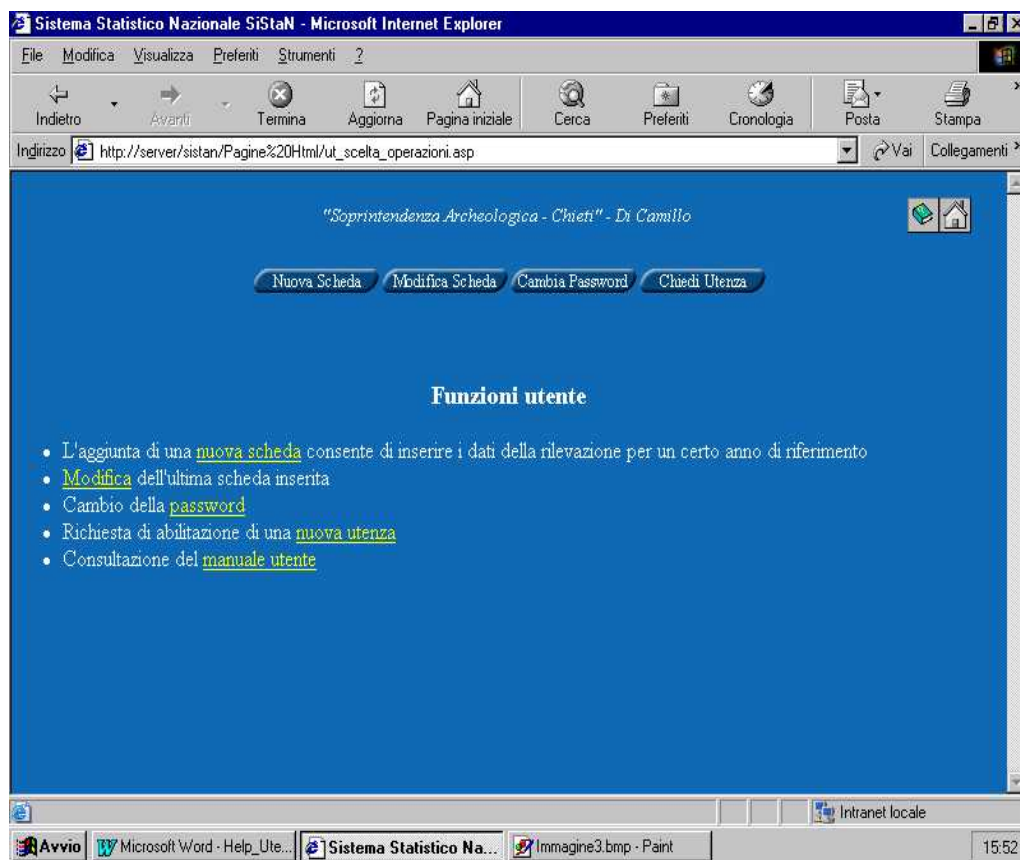 Sistema Statistico Nazionale SiStaN - Microsoft Internet Explorer
File Modifica Visualizza Preferiti Strumenti ?
Indietro Avanti Termina Aggiorna Pagina iniziale Cerca Preferiti Cronologia Posta Stampa
Indirizzo http://server/sistan/Pagine%20Html/ut_scelta_operazioni.asp Vai Collegamenti
"Soprintendenza Archeologica - Chieti" - Di Camillo
Nuova Scheda Modifica Scheda Cambia Password Chiedi Utenza
Funzioni utente
• L'aggiunta di una nuova scheda consente di inserire i dati della rilevazione per un certo anno di riferimento
• Modifica dell'ultima scheda inserita
• Cambio della password
• Richiesta di abilitazione di una nuova utenza
• Consultazione del manuale utente
Intranet locale
Avvio Microsoft Word - Help_Ute... Sistema Statistico Na... Immagine3.bmp - Paint 15.52